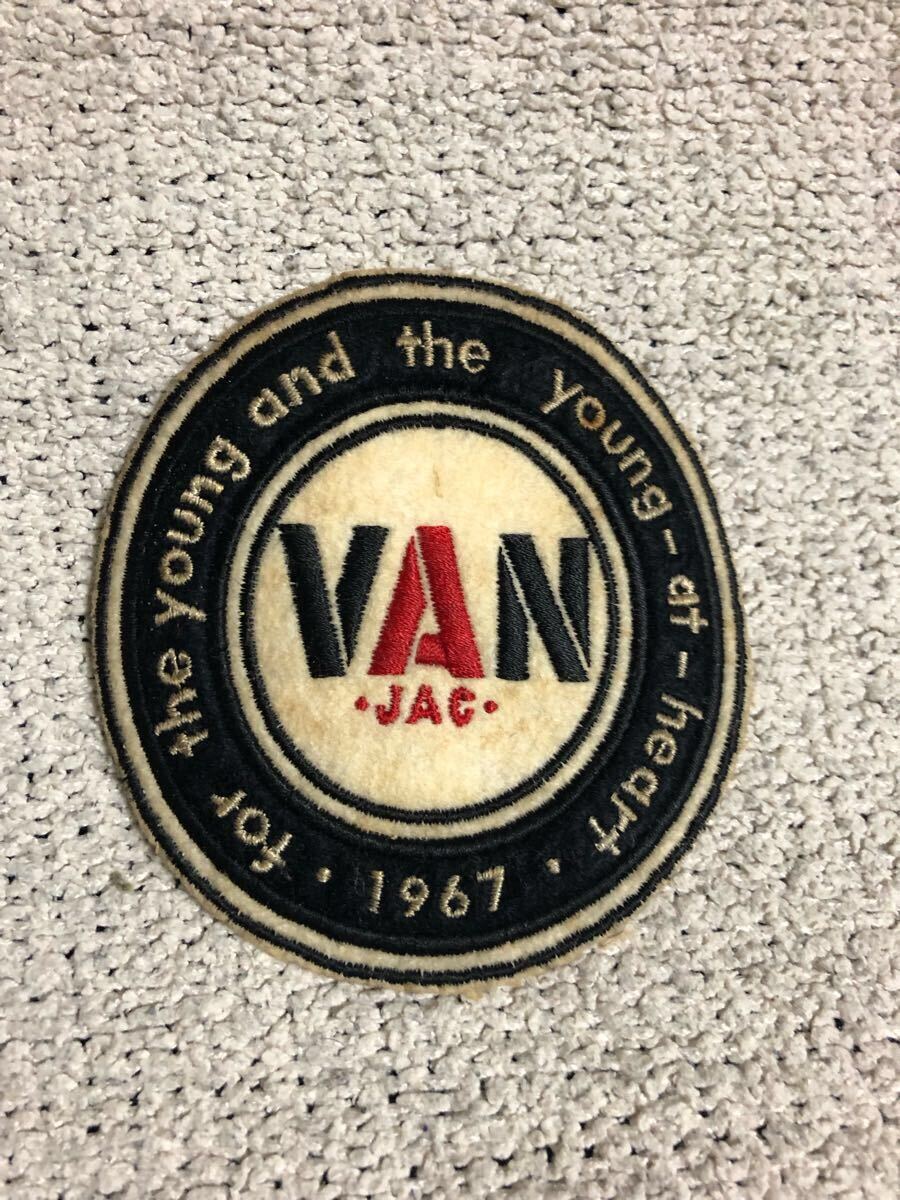 for the young and the young-at-heart
· 1967 ·
VAN
·JAC·